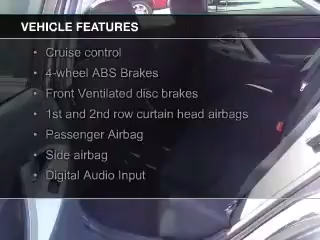 VEHICLE FEATURES
• Cruise control
• 4-wheel ABS Brakes
• Front Ventilated disc brakes
• 1st and 2nd row curtain head airbags
• Passenger Airbag
• Side airbag
• Digital Audio Input